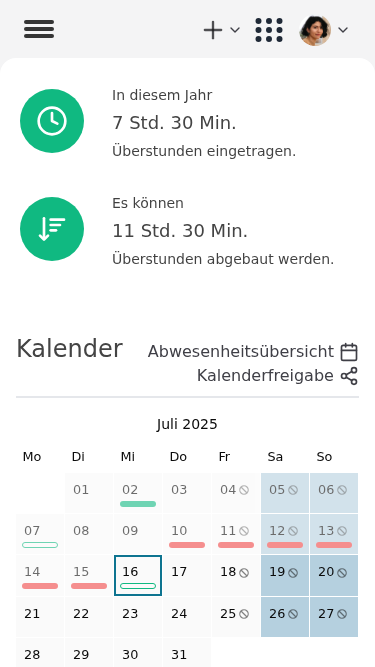 In diesem Jahr
7 Std. 30 Min.
Überstunden eingetragen.
Es können
11 Std. 30 Min.
Überstunden abgebaut werden.
Kalender
Abwesenheitsübersicht
Kalenderfreigabe
Juli 2025
Mo Di Mi Do Fr Sa So
01 02 03 04 05 06
07 08 09 10 11 12 13
14 15 16 17 18 19 20
21 22 23 24 25 26 27
28 29 30 31